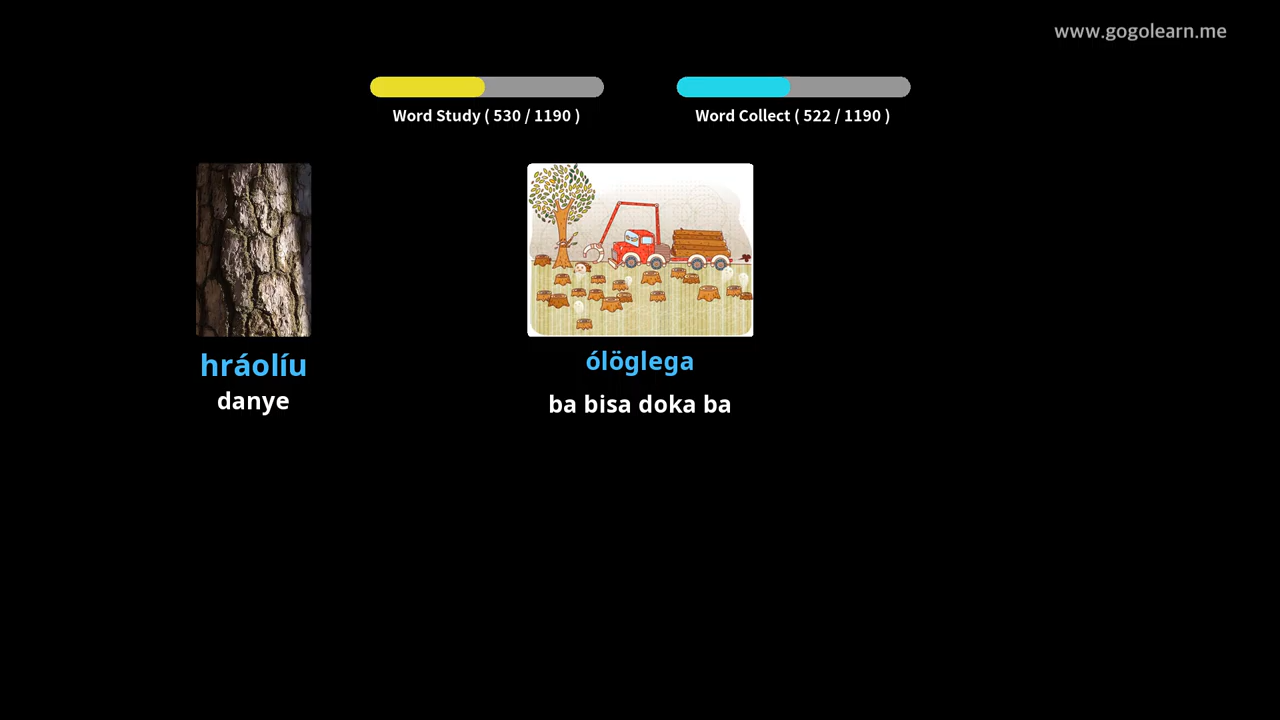 www.gogolearn.me
Word Study ( 530 / 1190 )
Word Collect ( 522 / 1190 )
hráolíu
danye
ólöglega
ba bisa doka ba